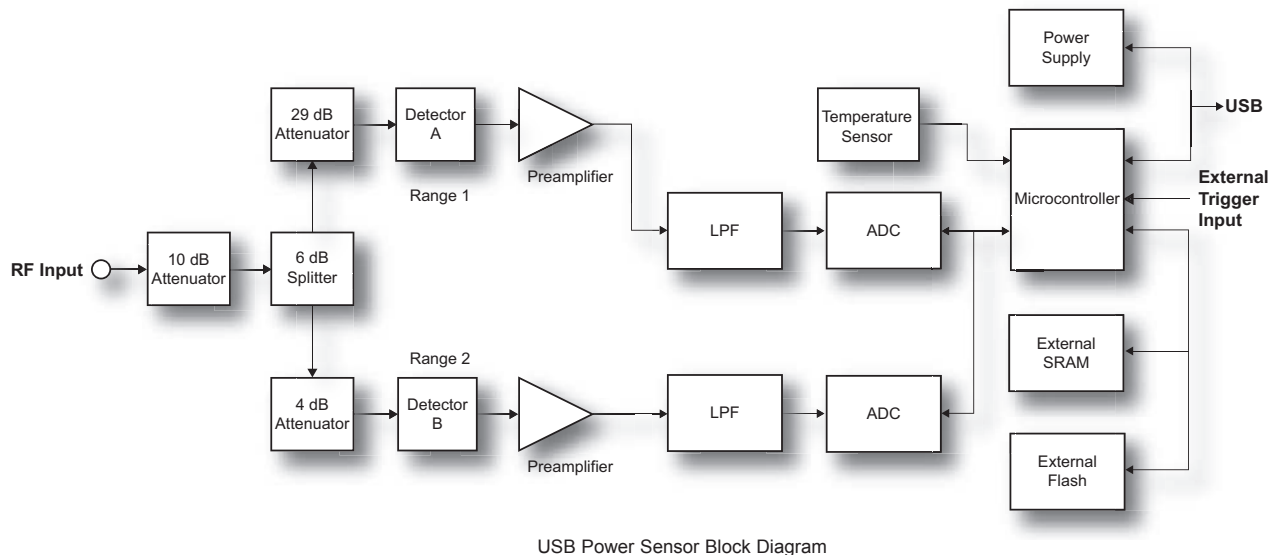 Power
Supply
USB
29 dB
Attenuator
Detector
A
Preamplifier
Range 1
Temperature
Sensor
Microcontroller
External
Trigger
Input
LPF
ADC
RF Input
10 dB
Attenuator
6 dB
Splitter
External
SRAM
Range 2
4 dB
Attenuator
Detector
B
Preamplifier
LPF
ADC
External
Flash
USB Power Sensor Block Diagram